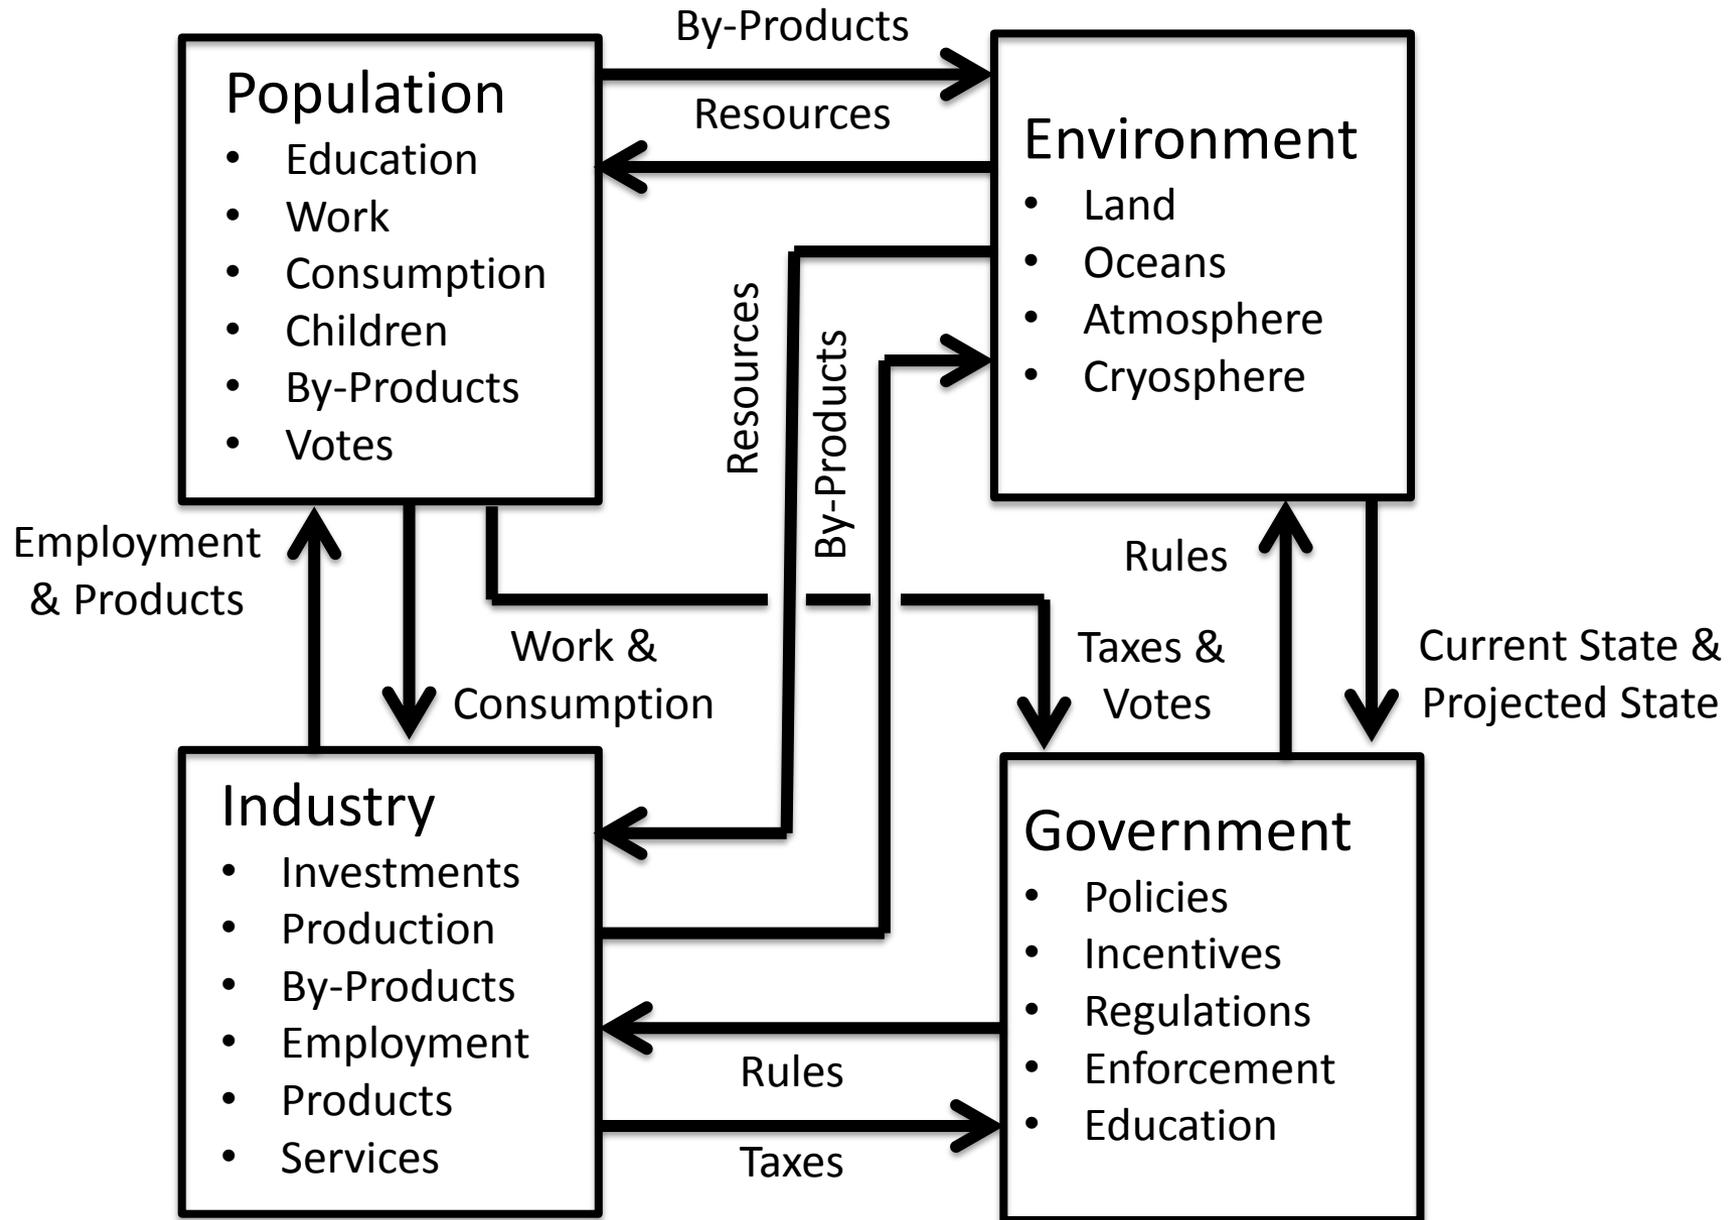 By-Products
Population
• Education
• Work
• Consumption
• Children
• By-Products
• Votes
Resources
Environment
• Land
• Oceans
• Atmosphere
• Cryosphere
Resources
By-Products
Employment
& Products
Work &
Consumption
Rules
Taxes &
Votes
Current State &
Projected State
Industry
• Investments
• Production
• By-Products
• Employment
• Products
• Services
Government
• Policies
• Incentives
• Regulations
• Enforcement
• Education
Rules
Taxes